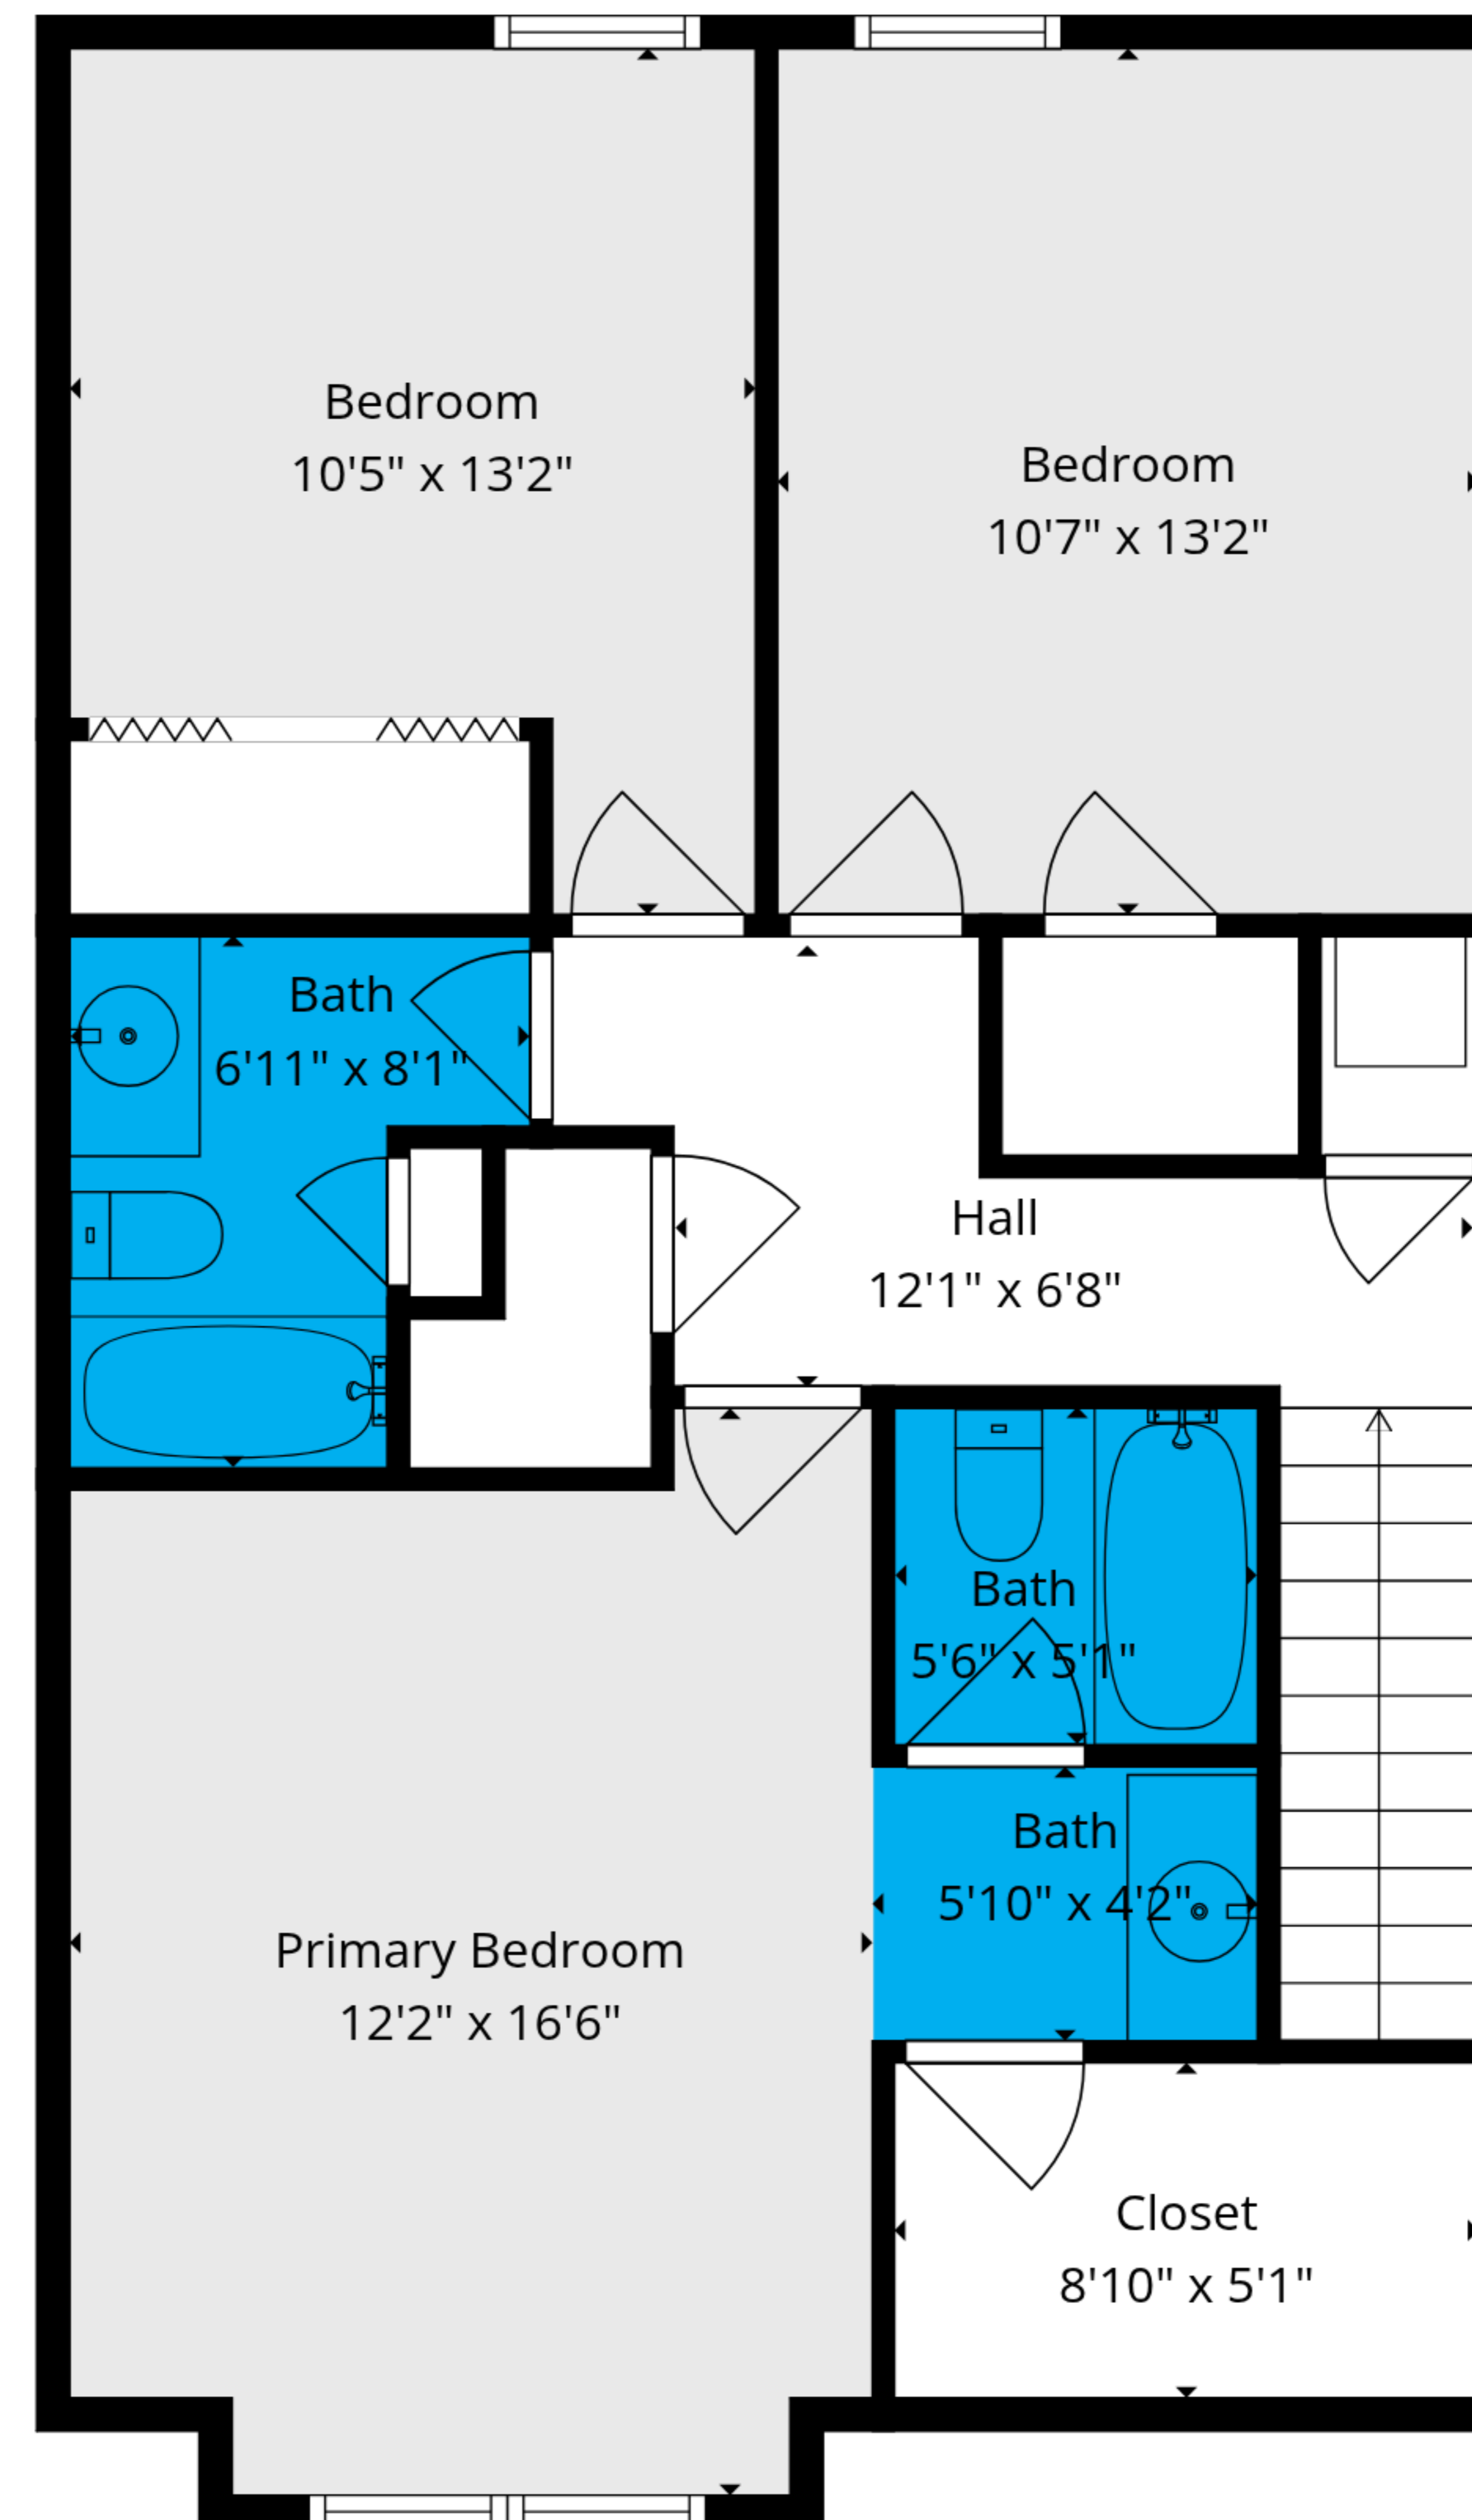 Bedroom
10'5" x 13'2"
Bedroom
10'7" x 13'2"
Bath
6'11" x 8'1"
Hall
12'1" x 6'8"
Bath
5'6" x 5'1"
Bath
5'10" x 4'2"
Primary Bedroom
12'2" x 16'6"
Closet
8'10" x 5'1"